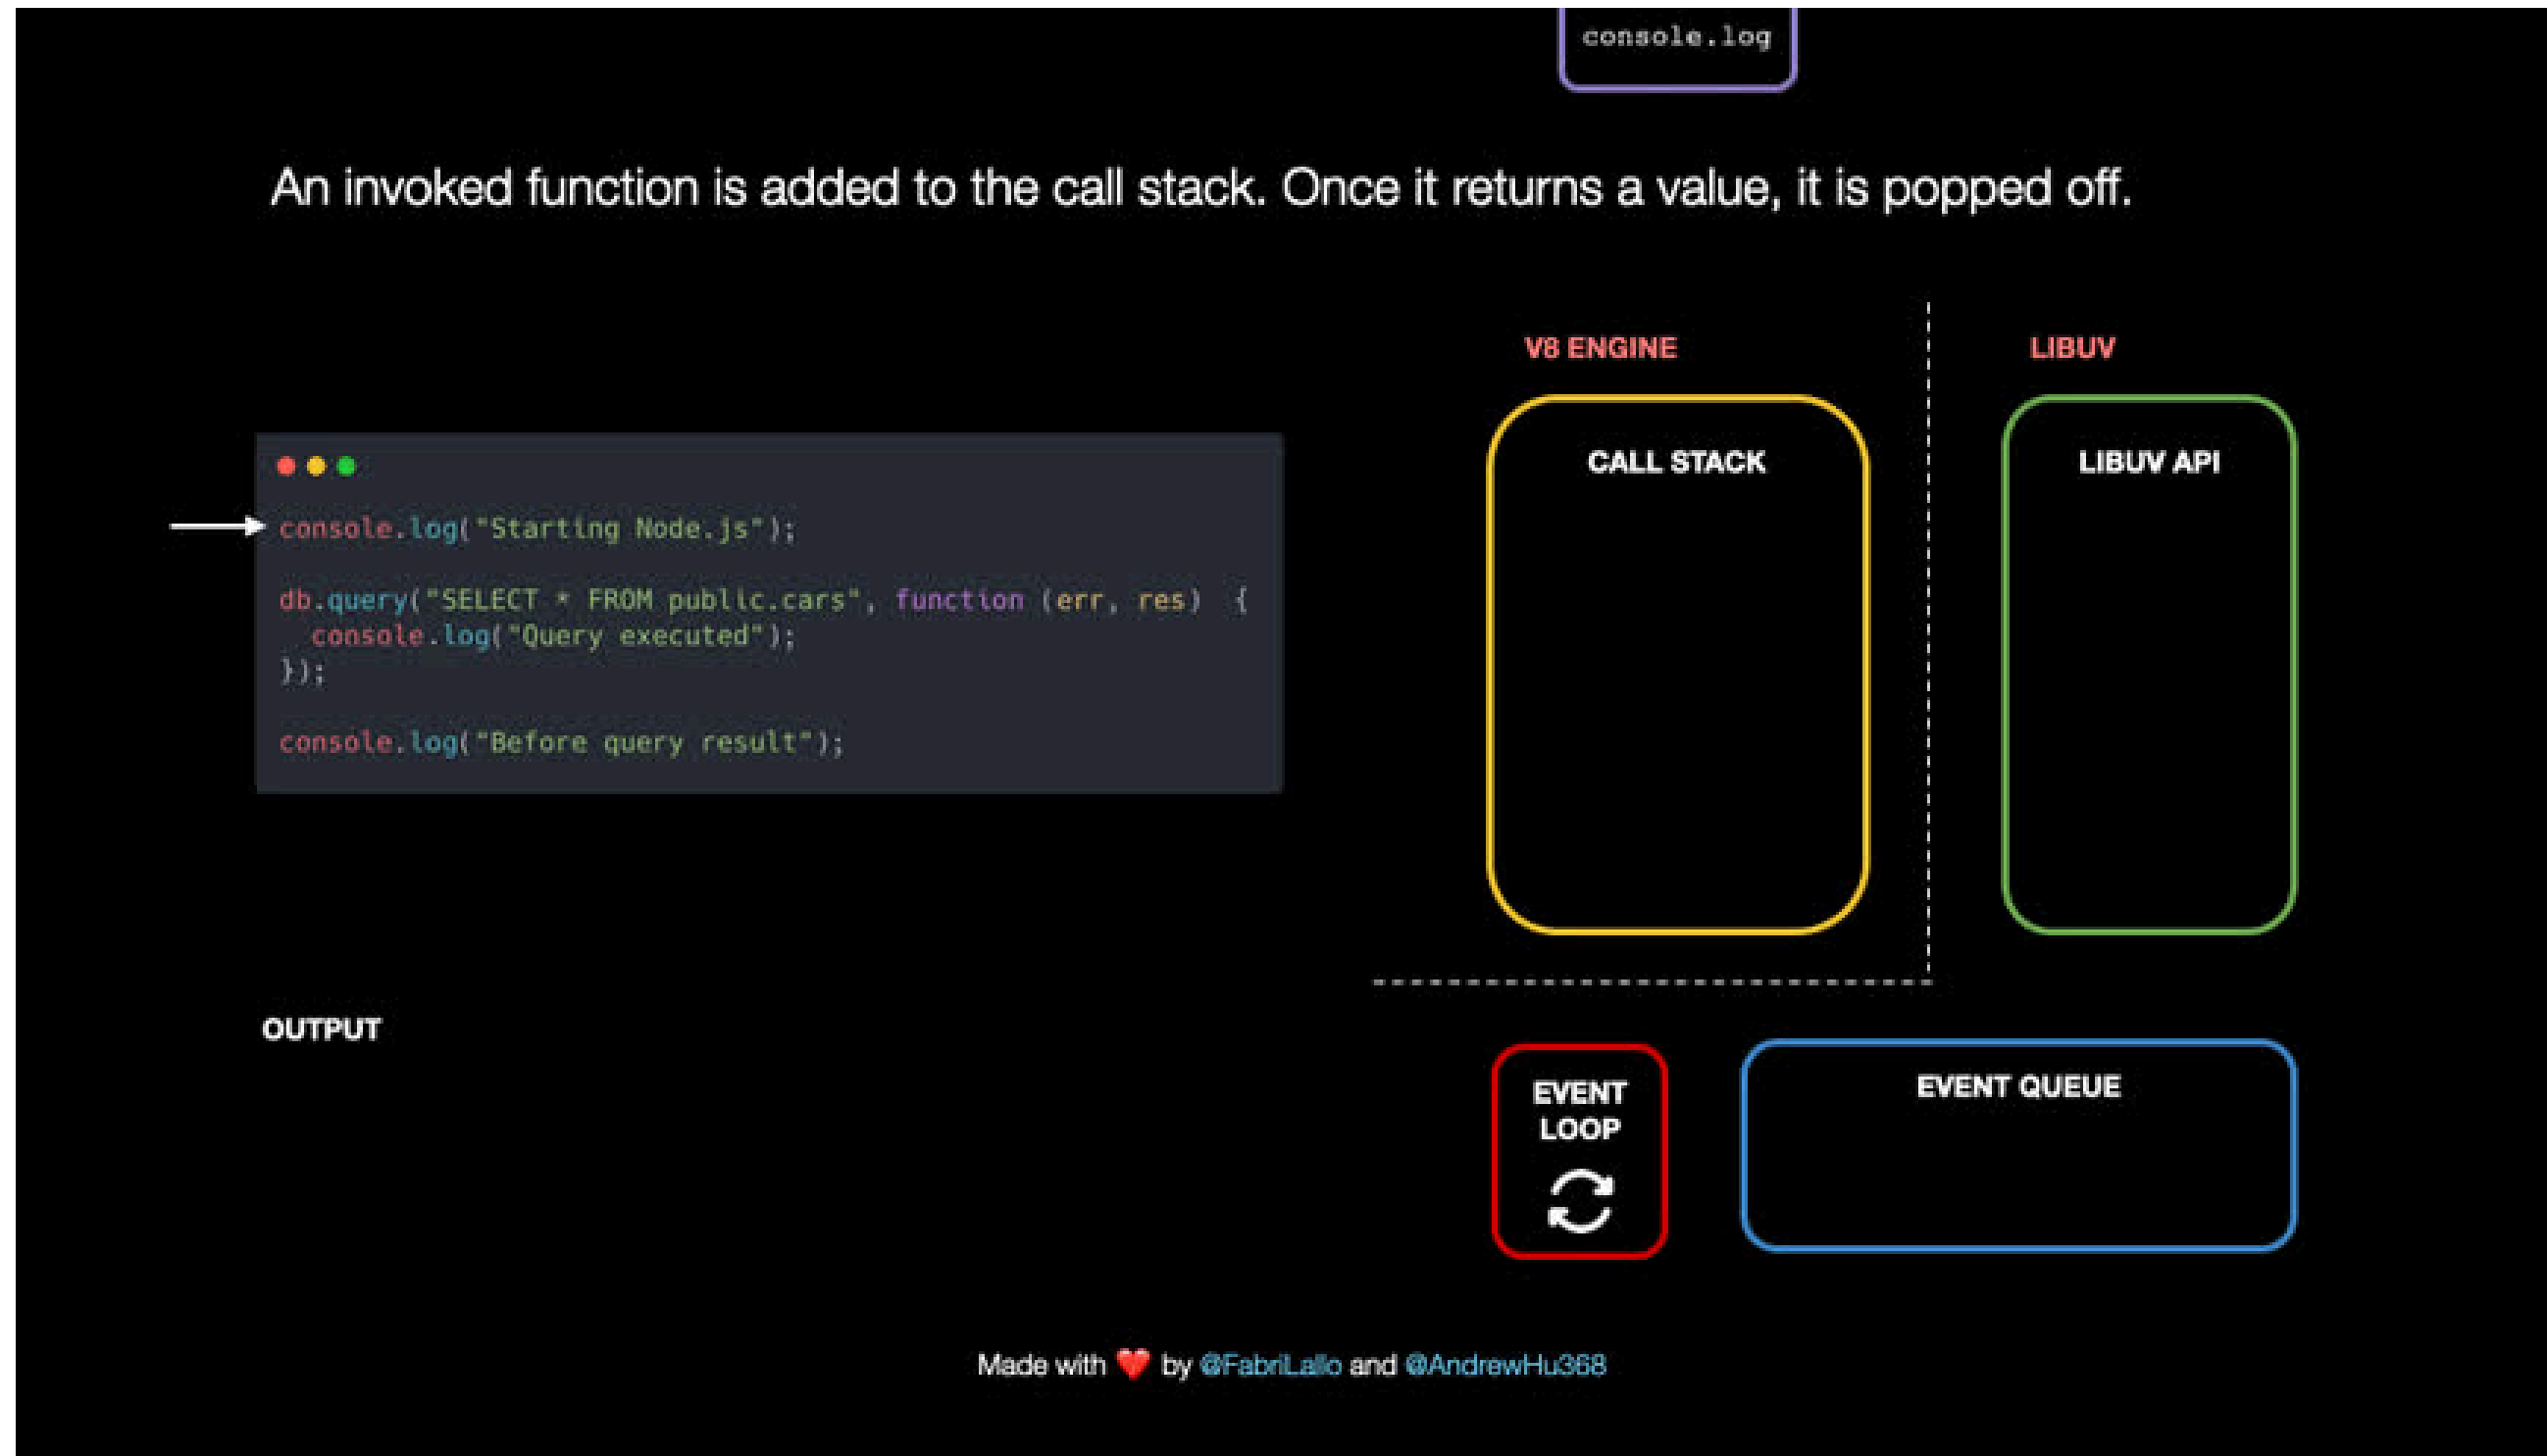 console.log
An invoked function is added to the call stack. Once it returns a value, it is popped off.
V8 ENGINE
LIBUV
CALL STACK
LIBUV API
console.log("Starting Node.js");
db.query("SELECT * FROM public.cars", function (err, res)  {
  console.log("Query executed");
});
console.log("Before query result");
OUTPUT
EVENT
LOOP
EVENT QUEUE
Made with ❤️ by @FabriLallo and @AndrewHu368